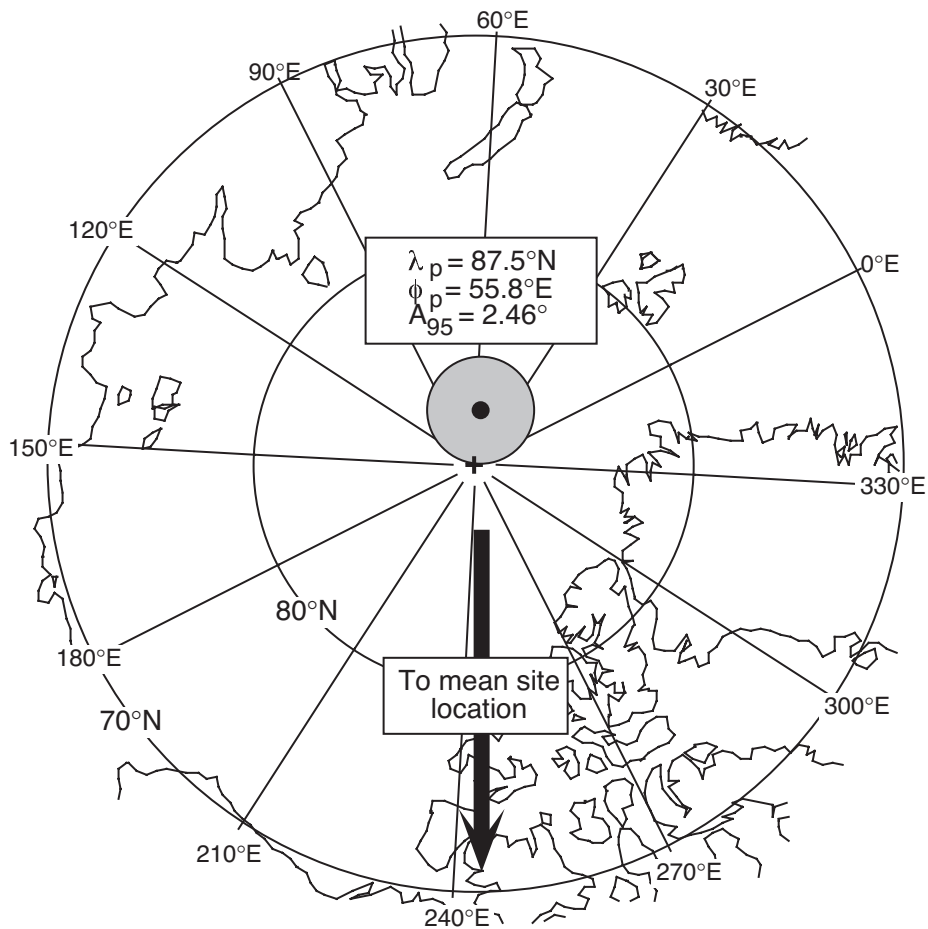 60°E
90°E
30°E
120°E
0°E
λp = 87.5°N
ϕp = 55.8°E
A95 = 2.46°
150°E
330°E
80°N
180°E
To mean site
location
300°E
70°N
210°E
270°E
240°E